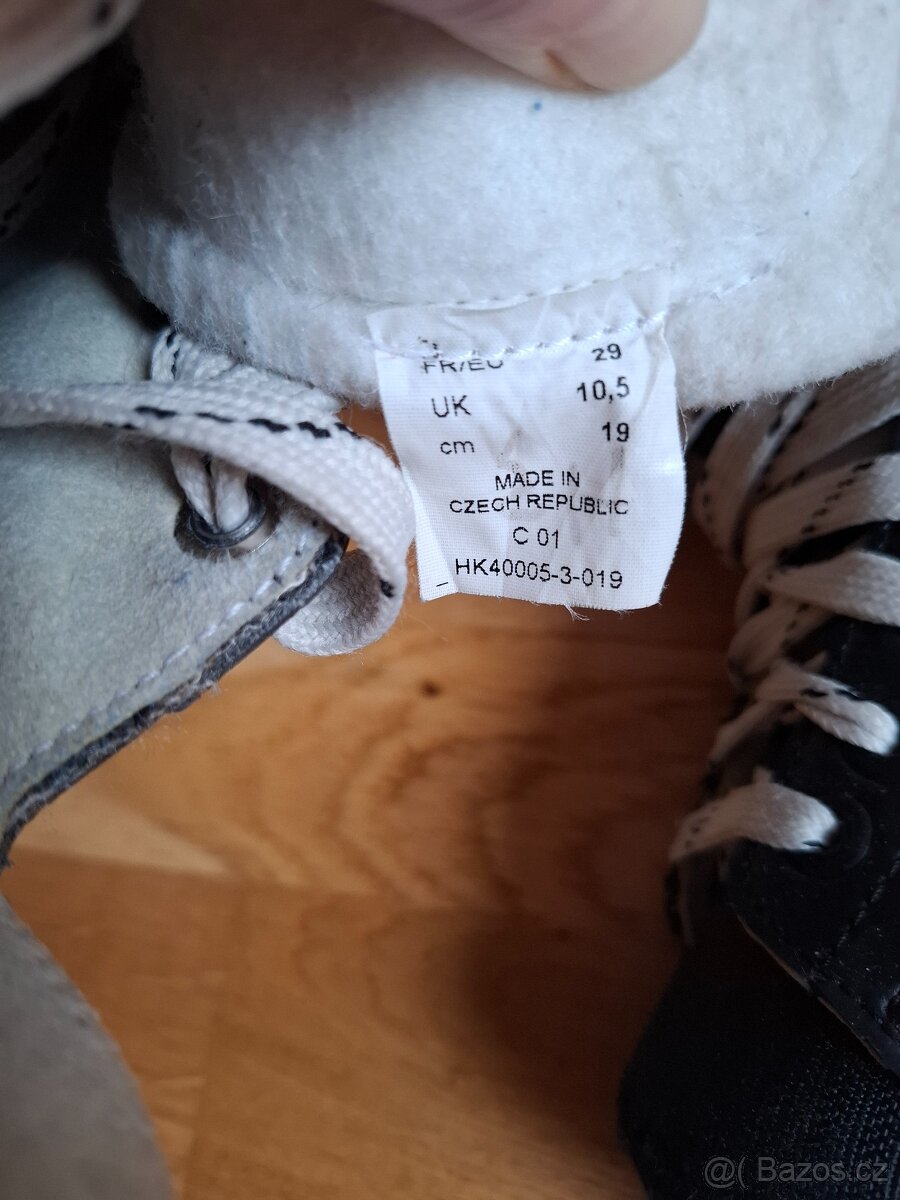 FR/EU 29
UK 10,5
cm 19
MADE IN
CZECH REPUBLIC
C 01
HK40005-3-019
@( Bazos.cz